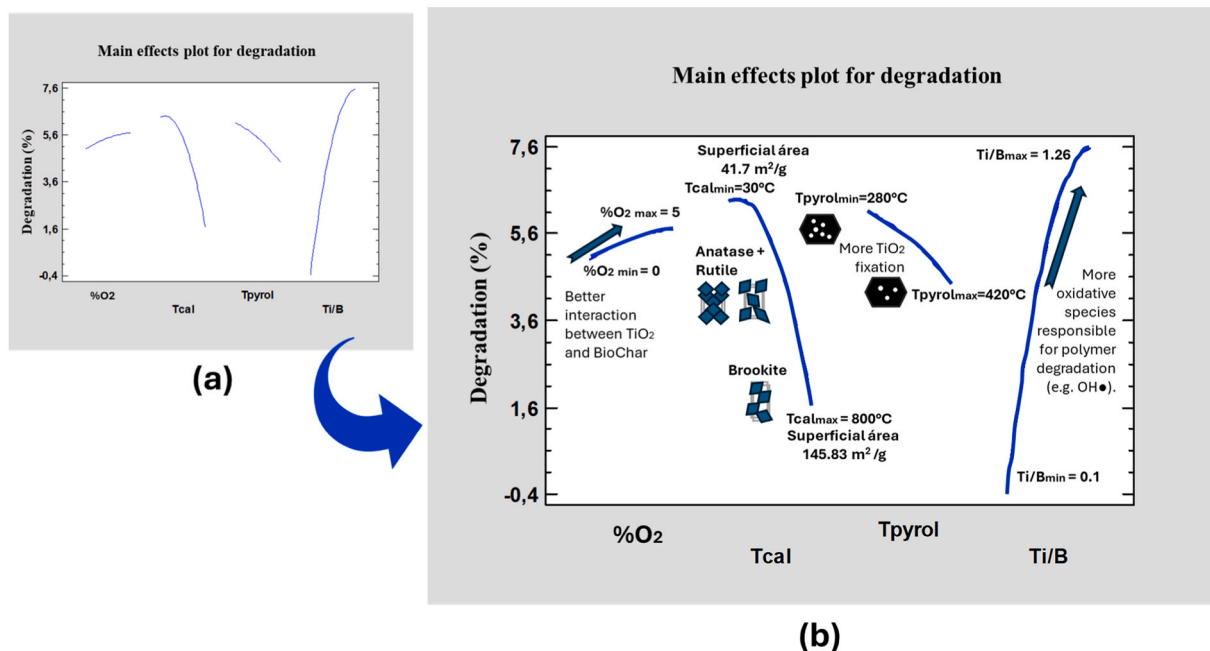 Main effects plot for degradation
Degradation (%)
7,6
5,6
3,6
1,6
-0,4
%O2
Tcal
Tpyrol
Ti/B
(a)
Main effects plot for degradation
Degradation (%)
7,6
5,6
3,6
1,6
-0,4
%O2 max = 5
%O2 min = 0
Better
interaction
between TiO2
and BioChar
Superficial área
41.7 m²/g
Tcalmin=30ºC
Anatase +
Rutile
Brookite
Tcalmax = 800ºC
Superficial área
145.83 m²/g
Tpyrolmin=280ºC
More TiO2
fixation
Tpyrolmax=420ºC
Ti/Bmax = 1.26
More
oxidative
species
responsible
for polymer
degradation
(e.g. OH●).
Ti/Bmin = 0.1
%O2
Tcal
Tpyrol
Ti/B
(b)